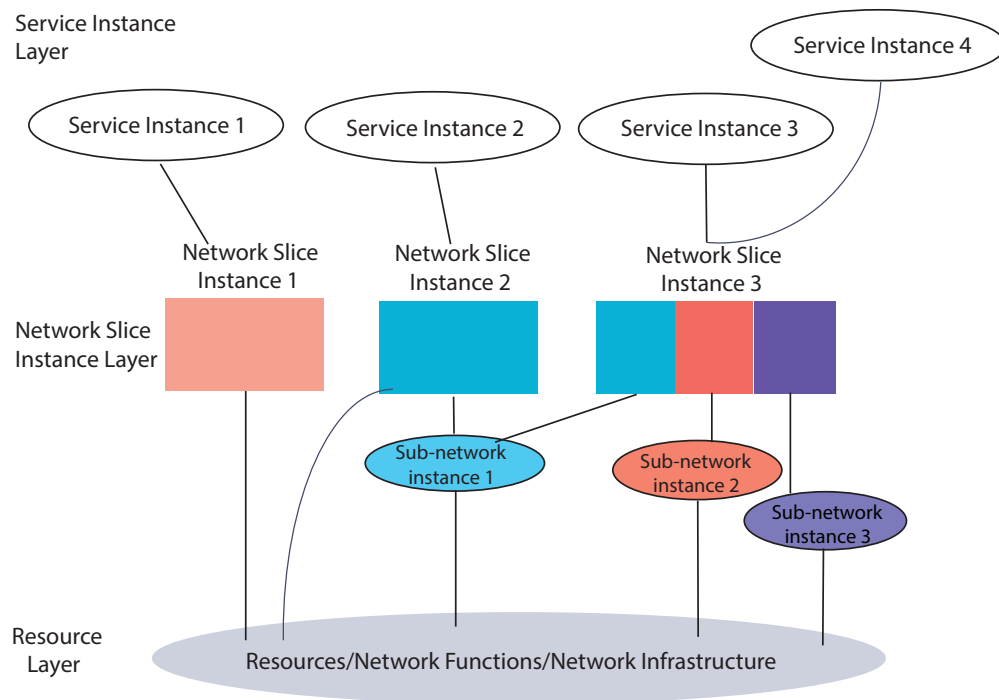 Service Instance
Layer
Service Instance 4
Service Instance 1
Service Instance 2
Service Instance 3
Network Slice
Instance 1
Network Slice
Instance 2
Network Slice
Instance 3
Network Slice
Instance Layer
Sub-network
instance 1
Sub-network
instance 2
Sub-network
instance 3
Resource
Layer
Resources/Network Functions/Network Infrastructure